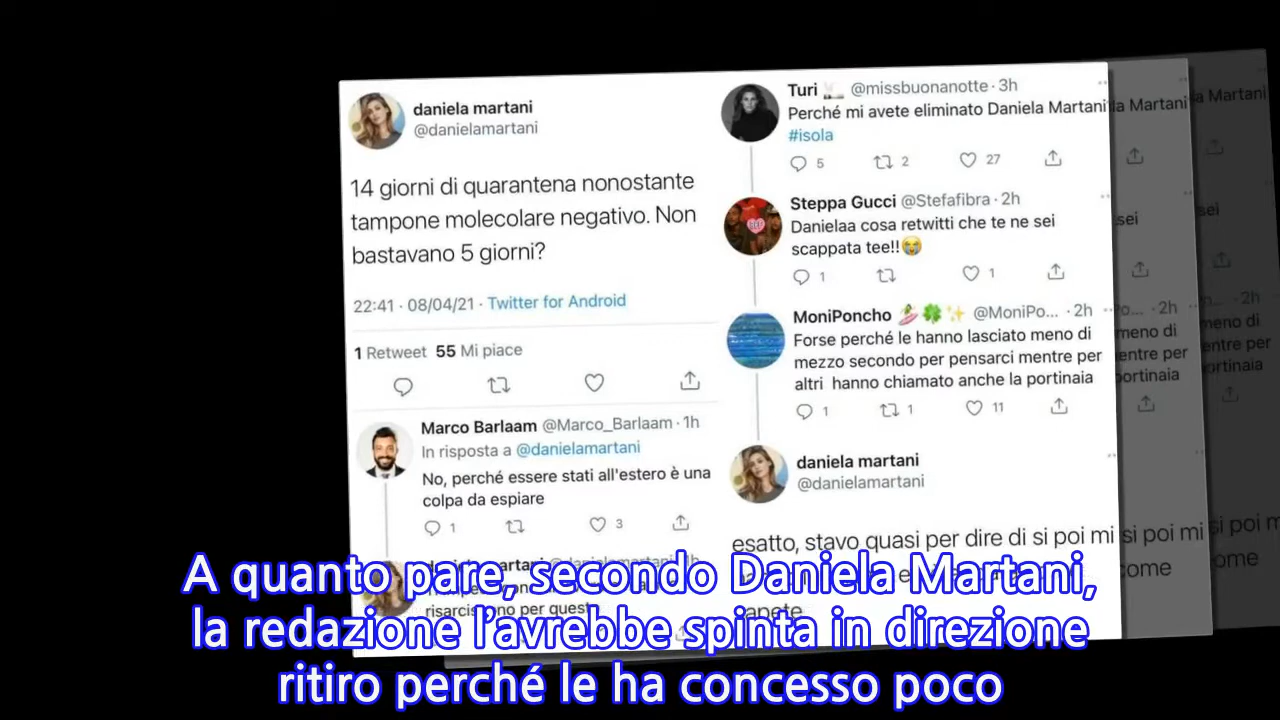 daniela martani
@danielamartani
14 giorni di quarantena nonostante
tampone molecolare negativo. Non
bastavano 5 giorni?
22:41 · 08/04/21 · Twitter for Android
1 Retweet 55 Mi piace
Marco Barlaam @Marco_Barlaam · 1h
In risposta a @danielamartani
No, perché essere stati all'estero è una
colpa da espiare
1 3
Turi @missbuonanotte · 3h
Perché mi avete eliminato Daniela Martani
#isola
5 2 27
Steppa Gucci @Stefafibra · 2h
Danielaa cosa retwitti che te ne sei
scappata tee!!😭
1 1
MoniPoncho 🏄🍀✨ @MoniPo... · 2h
Forse perché le hanno lasciato meno di
mezzo secondo per pensarci mentre per
altri hanno chiamato anche la portinaia
1 1 11
daniela martani
@danielamartani
esatto, stavo quasi per dire di si poi mi
A quanto pare, secondo Daniela Martani,
la redazione l'avrebbe spinta in direzione
ritiro perché le ha concesso poco